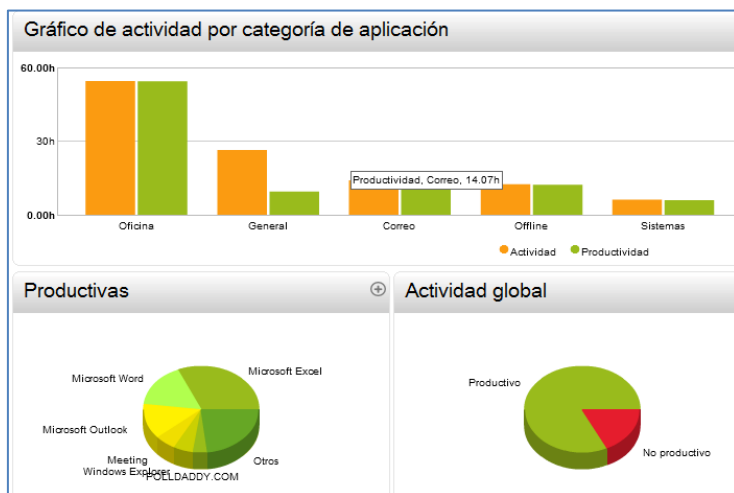 Gráfico de actividad por categoría de aplicación
60.00h
30h
0.00h
Productividad, Correo, 14.07h
Oficina
General
Correo
Offline
Sistemas
Actividad
Productividad
Productivas
Microsoft Excel
Microsoft Word
Microsoft Outlook
Meeting
Windows Explorer
POLLDADDY.COM
Otros
Actividad global
Productivo
No productivo